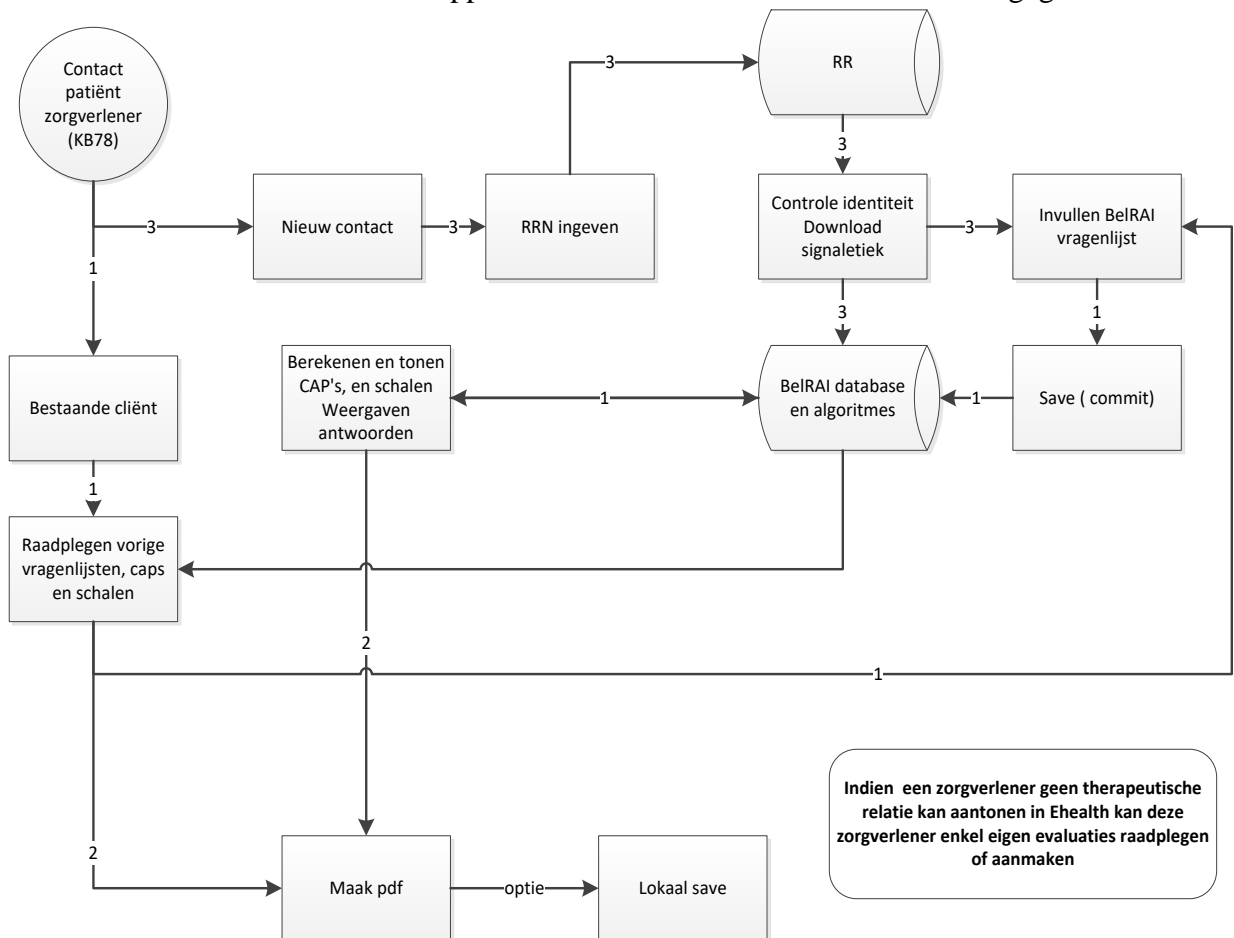 Contact
patiënt
zorgverlener
(KB78)
3
RR
3
3
Nieuw contact
3
RRN ingeven
Controle identiteit
Download
signaletiek
3
Invullen BelRAI
vragenlijst
1
3
1
Bestaande cliënt
Berekenen en tonen
CAP's, en schalen
Weergaven
antwoorden
1
BelRAI database
en algoritmes
1
Save ( commit)
1
Raadplegen vorige
vragenlijsten, caps
en schalen
2
1
2
Maak pdf
optie
Lokaal save
Indien een zorgverlener geen therapeutische
relatie kan aantonen in Ehealth kan deze
zorgverlener enkel eigen evaluaties raadplegen
of aanmaken